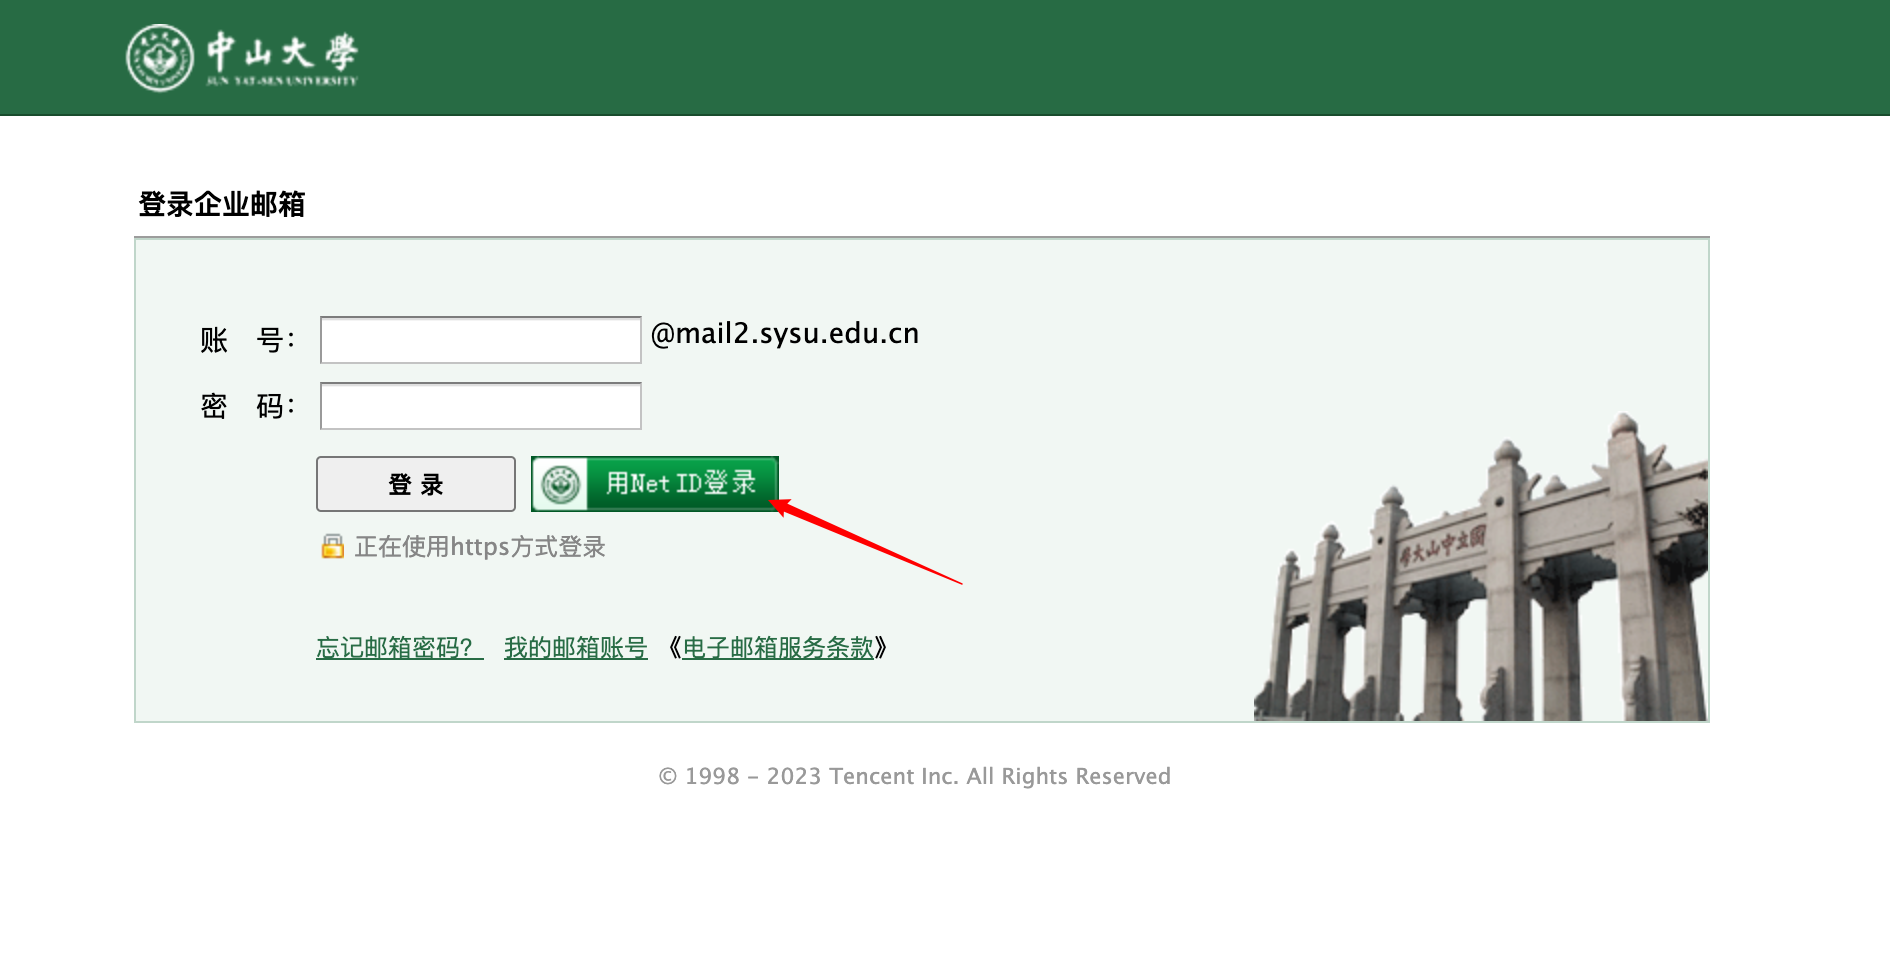 中山大學
SUN YAT-SEN UNIVERSITY
登录企业邮箱
账 号：
@mail2.sysu.edu.cn
密 码：
登 录
用NetID登录
正在使用https方式登录
忘记邮箱密码？ 我的邮箱账号 《电子邮箱服务条款》
學大山中立國
© 1998 – 2023 Tencent Inc. All Rights Reserved